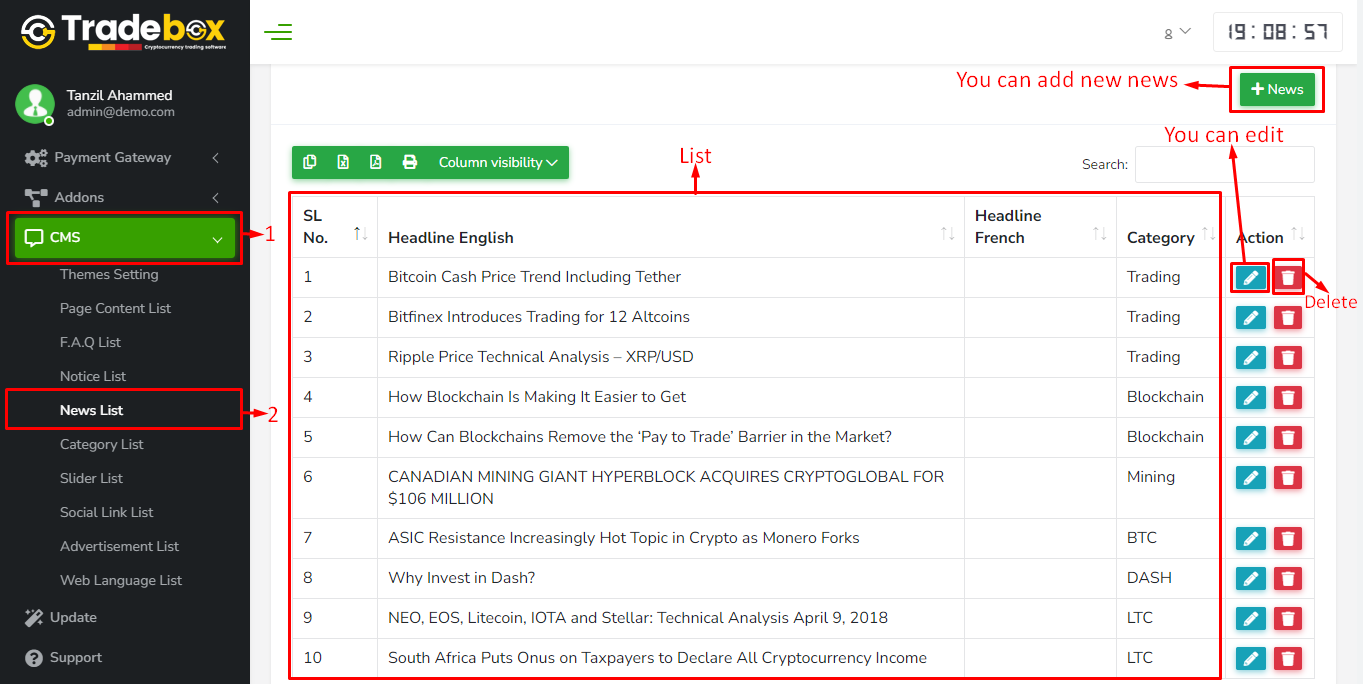 Tradebox
Cryptocurrency trading software
8
19:08:57
You can add new news
News
Tanzil Ahammed
admin@demo.com
You can edit
Payment Gateway
List
Column visibility
Search:
Addons
CMS
1
SL
No.
Headline English
Headline
French
Category
Action
Themes Setting
1
Bitcoin Cash Price Trend Including Tether
Trading
Delete
Page Content List
2
Bitfinex Introduces Trading for 12 Altcoins
Trading
F.A.Q List
3
Ripple Price Technical Analysis – XRP/USD
Trading
Notice List
4
How Blockchain Is Making It Easier to Get
Blockchain
News List
2
5
How Can Blockchains Remove the ‘Pay to Trade’ Barrier in the Market?
Blockchain
Category List
6
CANADIAN MINING GIANT HYPERBLOCK ACQUIRES CRYPTOGLOBAL FOR
$106 MILLION
Mining
Slider List
Social Link List
7
ASIC Resistance Increasingly Hot Topic in Crypto as Monero Forks
BTC
Advertisement List
8
Why Invest in Dash?
DASH
Web Language List
9
NEO, EOS, Litecoin, IOTA and Stellar: Technical Analysis April 9, 2018
LTC
Update
10
South Africa Puts Onus on Taxpayers to Declare All Cryptocurrency Income
LTC
Support